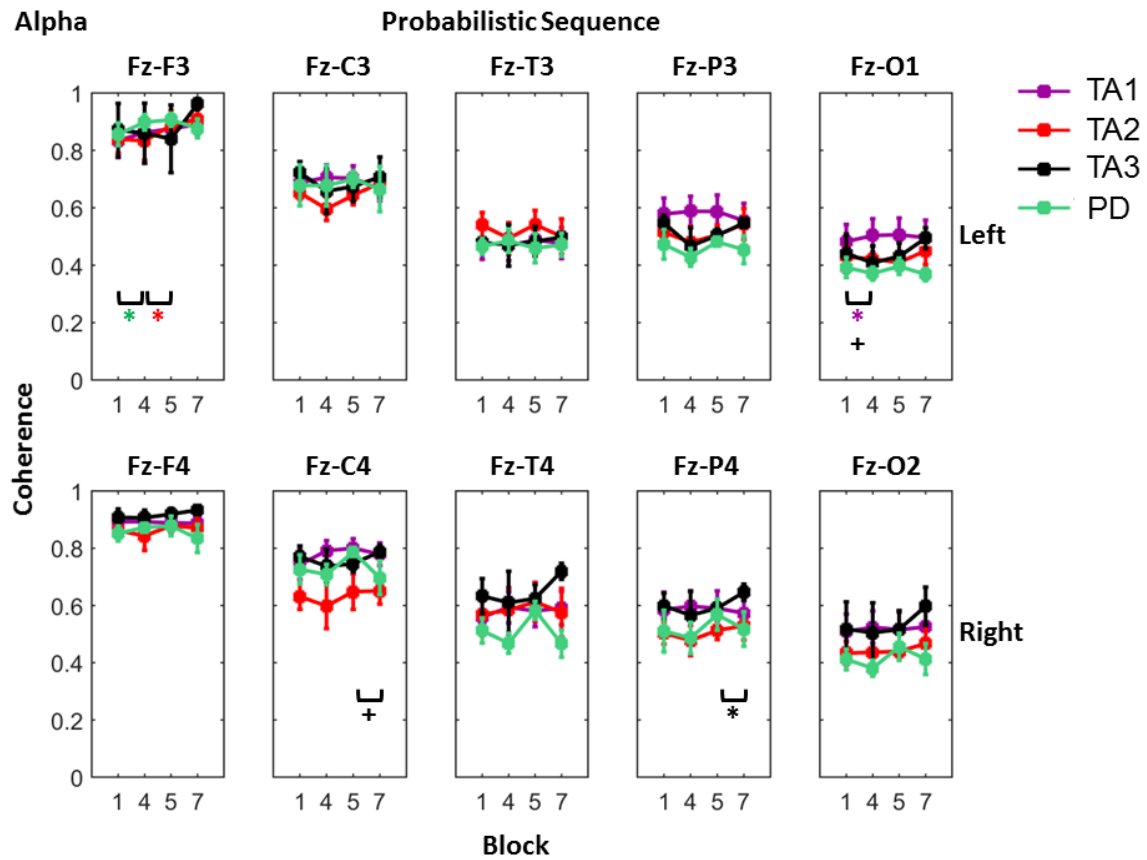 Alpha
Probabilistic Sequence
Fz-F3 Fz-C3 Fz-T3 Fz-P3 Fz-O1
TA1
TA2
TA3
PD
1
0.8
0.6
0.4
0.2
0
* *
*
+
Left
1 4 5 7 1 4 5 7 1 4 5 7 1 4 5 7 1 4 5 7
Coherence
Fz-F4 Fz-C4 Fz-T4 Fz-P4 Fz-O2
1
0.8
0.6
0.4
0.2
0
+
*
Right
1 4 5 7 1 4 5 7 1 4 5 7 1 4 5 7 1 4 5 7
Block